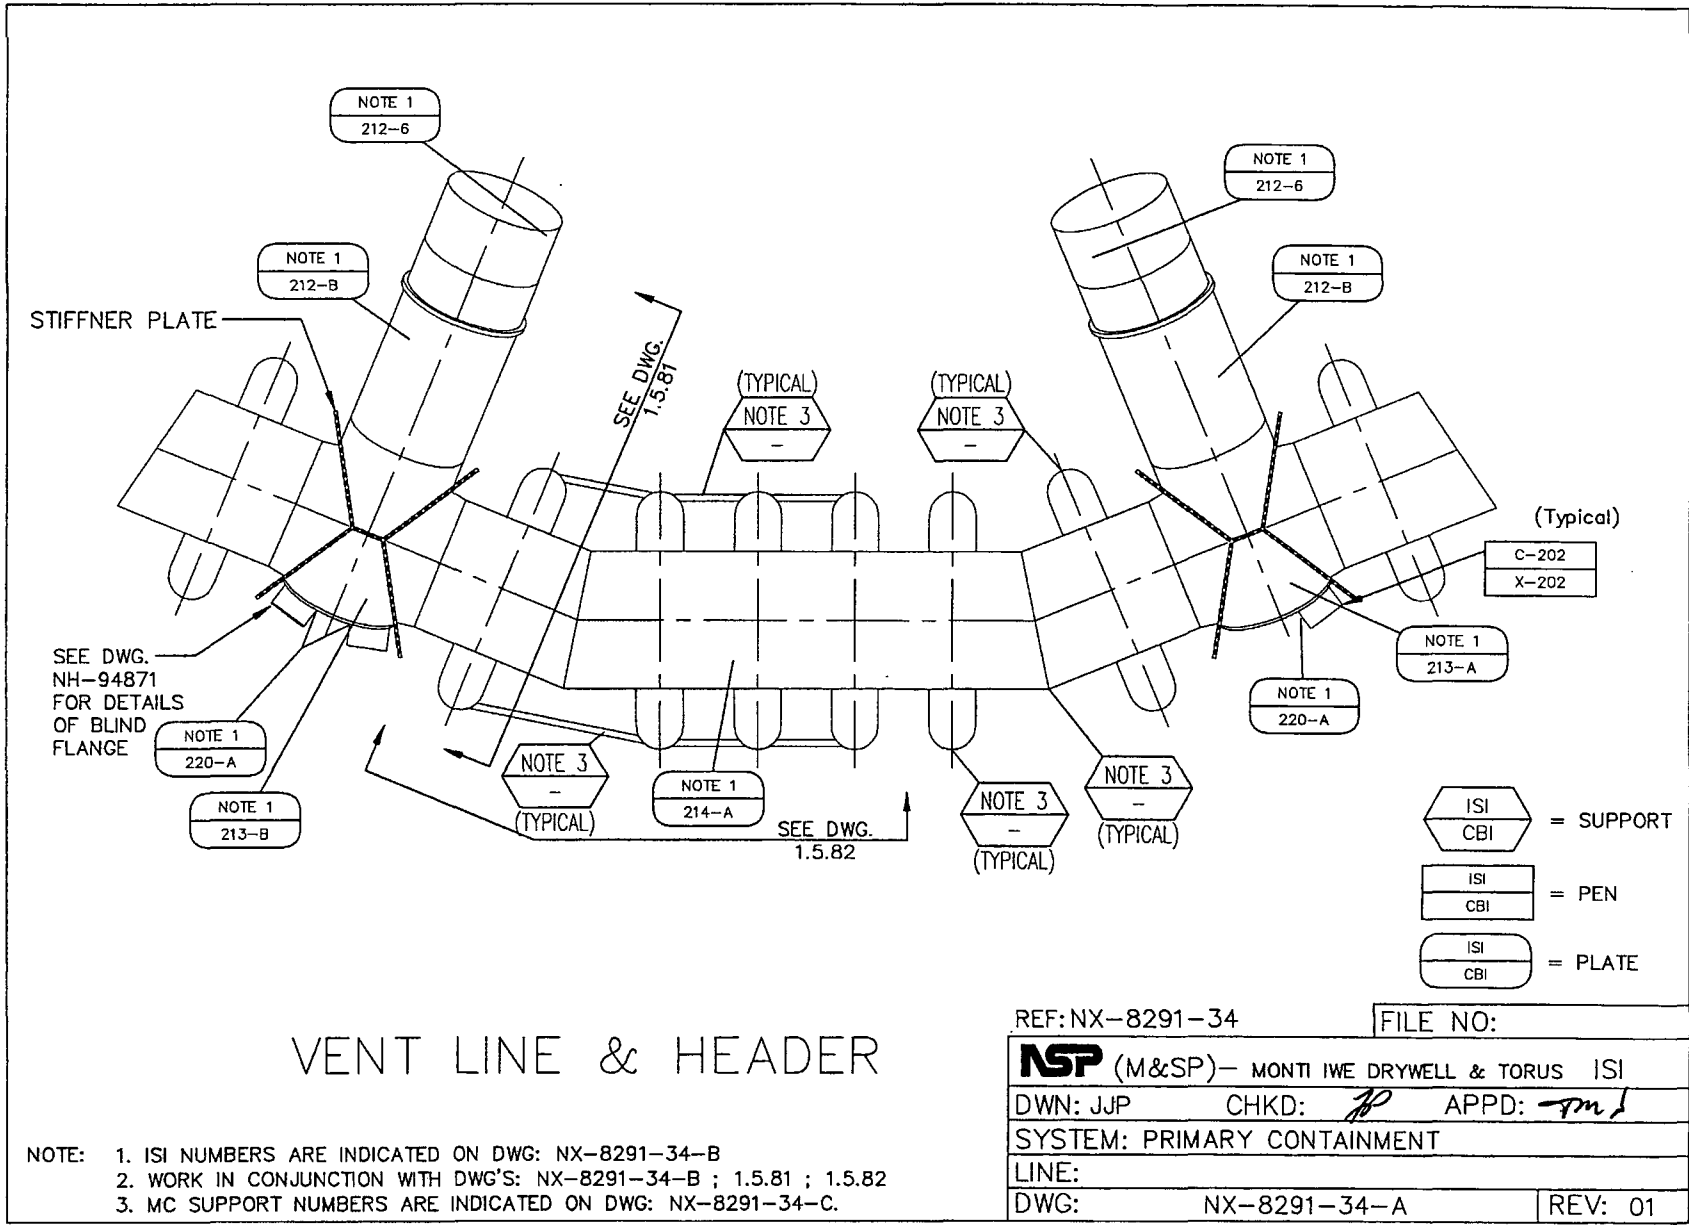 NOTE 1
212-6
NOTE 1
212-6
NOTE 1
212-B
NOTE 1
212-B
STIFFNER PLATE
SEE DWG.
1.5.81
(TYPICAL)
NOTE 3
-
(TYPICAL)
NOTE 3
-
(Typical)
C-202
X-202
NOTE 1
213-A
NOTE 1
220-A
SEE DWG.
NH-94871
FOR DETAILS
OF BLIND
FLANGE
NOTE 1
220-A
NOTE 1
213-B
NOTE 3
-
(TYPICAL)
NOTE 1
214-A
SEE DWG.
1.5.82
NOTE 3
-
(TYPICAL)
NOTE 3
-
(TYPICAL)
ISI
CBI
= SUPPORT
ISI
CBI
= PEN
ISI
CBI
= PLATE
VENT LINE & HEADER
REF: NX-8291-34
FILE NO:
NSP (M&SP)- MONTI IWE DRYWELL & TORUS ISI
DWN: JJP CHKD: APPD:
SYSTEM: PRIMARY CONTAINMENT
LINE:
DWG: NX-8291-34-A REV: 01
NOTE: 1. ISI NUMBERS ARE INDICATED ON DWG: NX-8291-34-B
2. WORK IN CONJUNCTION WITH DWG'S: NX-8291-34-B ; 1.5.81 ; 1.5.82
3. MC SUPPORT NUMBERS ARE INDICATED ON DWG: NX-8291-34-C.